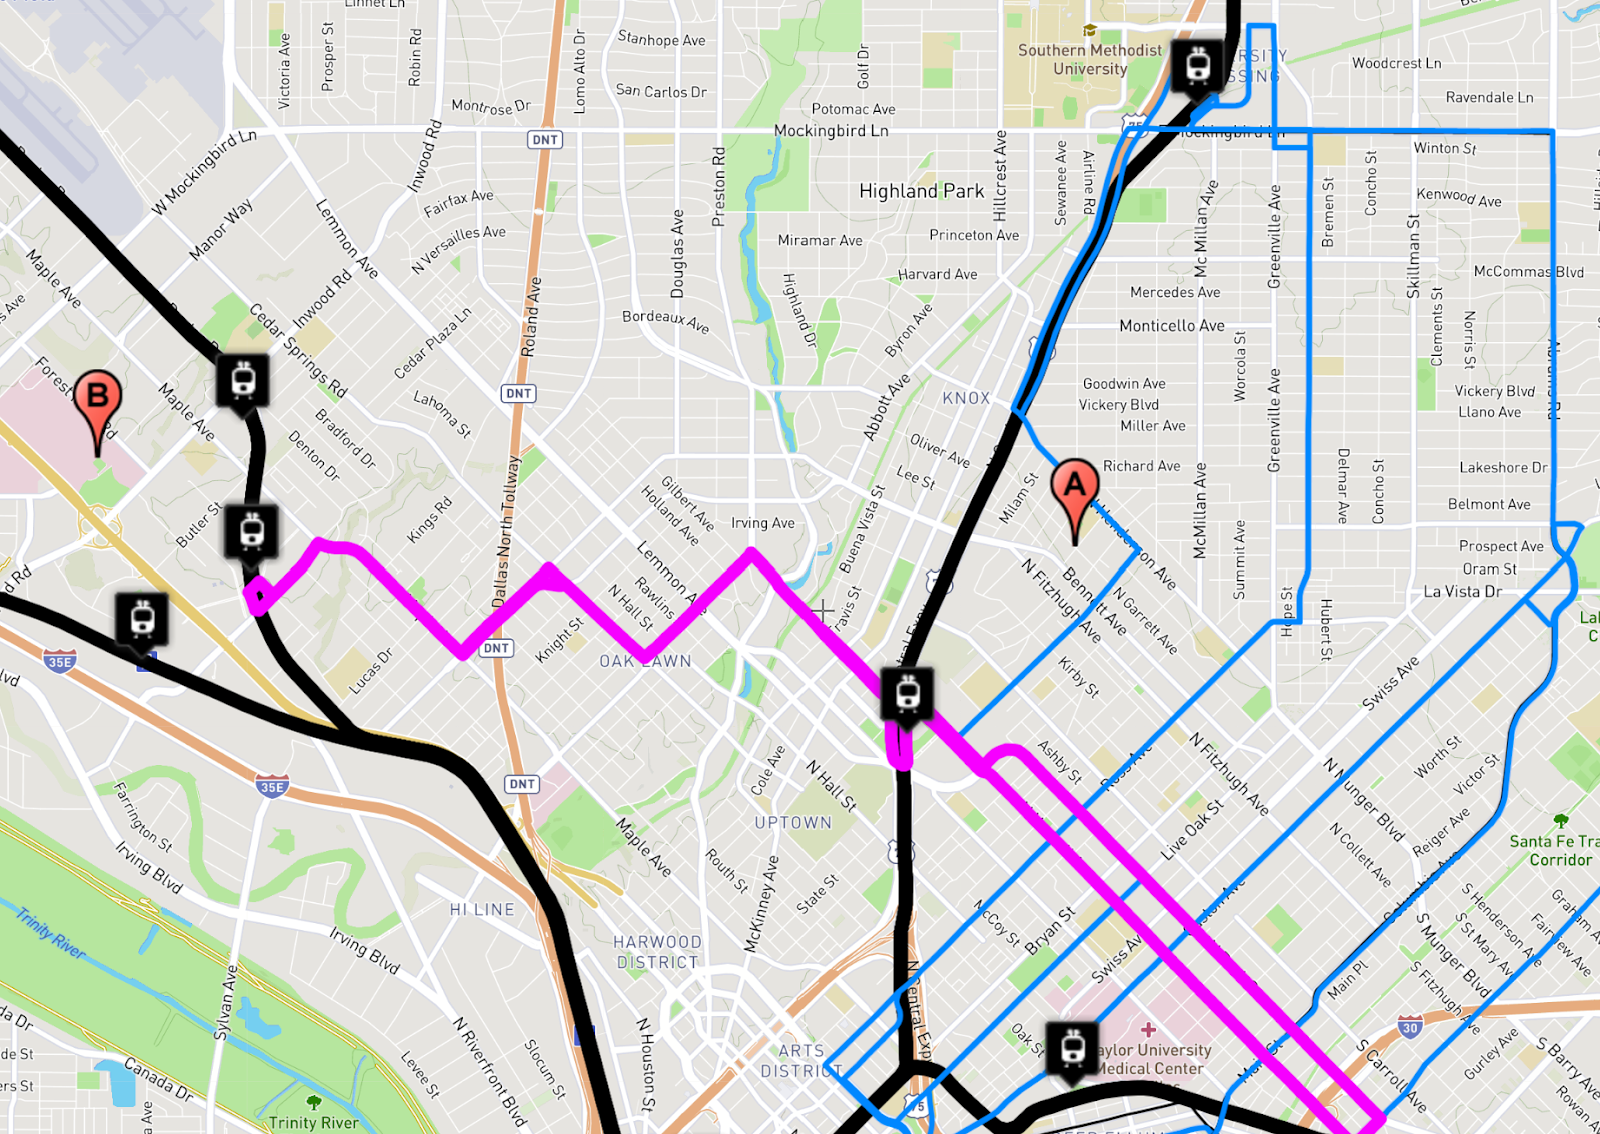 Linnet Ln
Victoria Ave
Prosper St
Robin Rd
Lomo Alto Dr
Stanhope Ave
San Carlos Dr
Golf Dr
Southern Methodist
University
Woodcrest Ln
Ravendale Ln
Montrose Dr
Potomac Ave
Mockingbird Ln
DNT
75
Mockingbird Ln
Winton St
W Mockingbird Ln
Inwood Rd
Preston Rd
Hillcrest Ave
Sewanee Ave
Airline Rd
Highland Park
Mc Millan Ave
Greenville Ave
Bremen St
Concho St
Kenwood Ave
Fairfax Ave
Manor Way
Lemmon Ave
N Versailles Ave
Douglas Ave
Miramar Ave
Princeton Ave
Skillman St
McCommas Blvd
Maple Ave
Inwood Rd
Roland Ave
Highland Dr
Harvard Ave
Mercedes Ave
Cedar Springs Rd
Cedar Plaza Ln
Bordeaux Ave
Byron Ave
Monticello Ave
Worcola St
Clements St
Norris St
B
Maple Ave
Lahoma St
DNT
KNOX
Abbott Ave
Goodwin Ave
Vickery Blvd
Miller Ave
Greenville Ave
Vickery Blvd
Llano Ave
Bradford Dr
Denton Dr
Oliver Ave
Lee St
Richard Ave
McMillan Ave
Delmar Ave
Concho St
Lakeshore Dr
Dallas North Tollway
Gilbert Ave
Holland Ave
Irving Ave
Buena Vista St
Milam St
A
Belmont Ave
Butler St
Kings Rd
Lemmon Ave
Summit Ave
Prospect Ave
Oram St
Rawlins
N Hall St
Travis St
N Fitzhugh Ave
Bennett Ave
N Garrett Ave
La Vista Dr
Hope St
Hubert St
35E
Lucas Dr
DNT
Knight St
OAK LAWN
Kirby St
Swiss Ave
DNT
35E
Cole Ave
N Hall St
Ashby St
Ross Ave
N Fitzhugh Ave
N Munger Blvd
Worth St
Victor St
Farrington St
UPTOWN
Maple Ave
Live Oak St
N Collett Ave
Reiger Ave
Santa Fe Tra
Corridor
Irving Blvd
Routh St
State St
McKinney Ave
Columbia Ave
HI LINE
McCoy St
Bryan St
Swiss Ave
S Henderson Ave
S St Mary Ave
Fairview Ave
Trinity River
Irving Blvd
HARWOOD
DISTRICT
S Munger Blvd
S Fitzhugh Ave
Main Pl
Sylvan Ave
N Riverfront Blvd
Slocum St
N Houston St
Oak St
30
ARTS
DISTRICT
Baylor University
Medical Center
Main St
S Carroll Ave
Gurley Ave
S Barry Ave
Canada Dr
Levee St
Trinity River
75